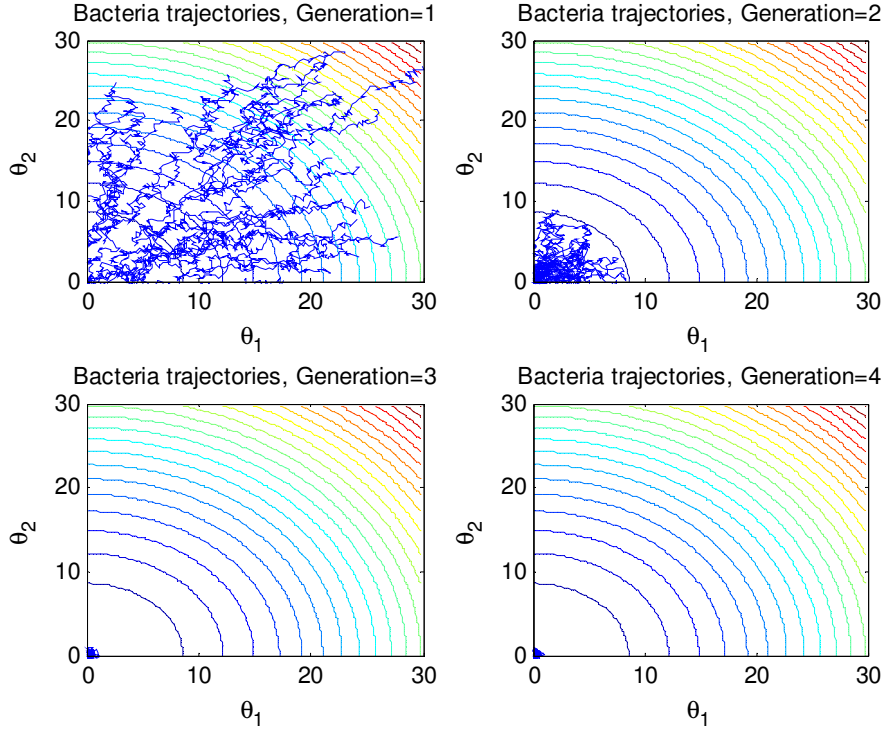 Bacteria trajectories, Generation=1
30
20
10
0
θ2
0 10 20 30
θ1
Bacteria trajectories, Generation=2
30
20
10
0
θ2
0 10 20 30
θ1
Bacteria trajectories, Generation=3
30
20
10
0
θ2
0 10 20 30
θ1
Bacteria trajectories, Generation=4
30
20
10
0
θ2
0 10 20 30
θ1